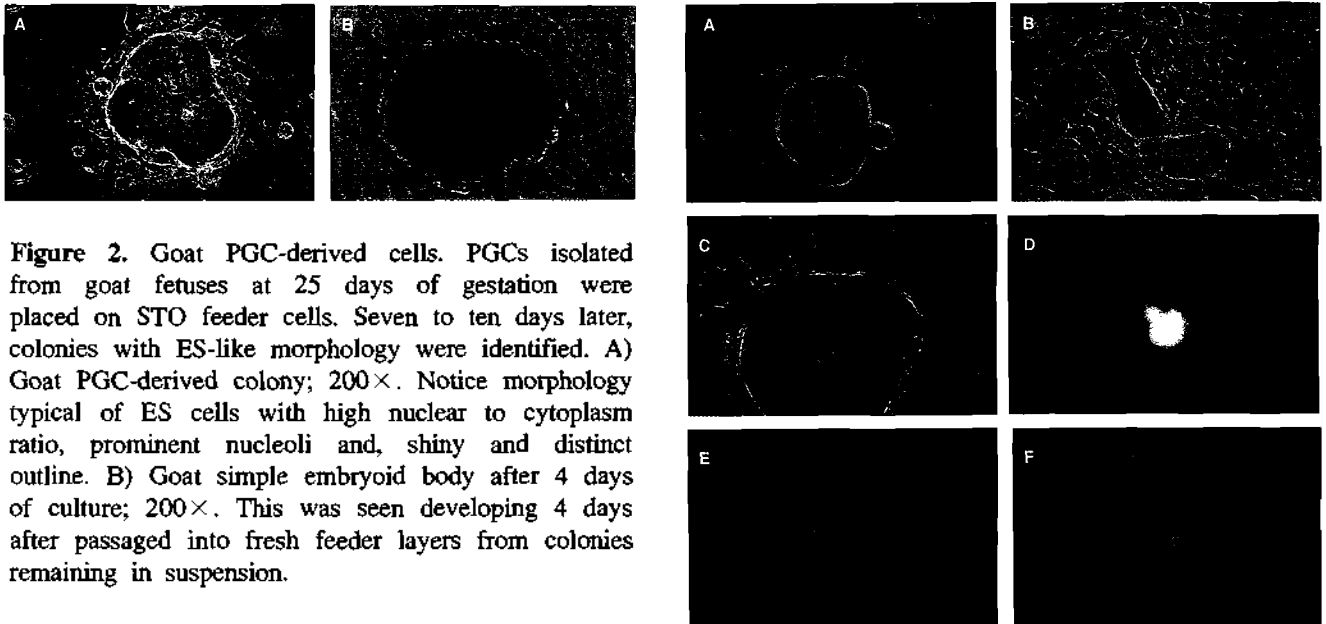 A
B
Figure 2. Goat PGC-derived cells. PGCs isolated
from goat fetuses at 25 days of gestation were
placed on STO feeder cells. Seven to ten days later,
colonies with ES-like morphology were identified. A)
Goat PGC-derived colony; 200×. Notice morphology
typical of ES cells with high nuclear to cytoplasm
ratio, prominent nucleoli and, shiny and distinct
outline. B) Goat simple embryoid body after 4 days
of culture; 200×. This was seen developing 4 days
after passaged into fresh feeder layers from colonies
remaining in suspension.
A
B
C
D
E
F